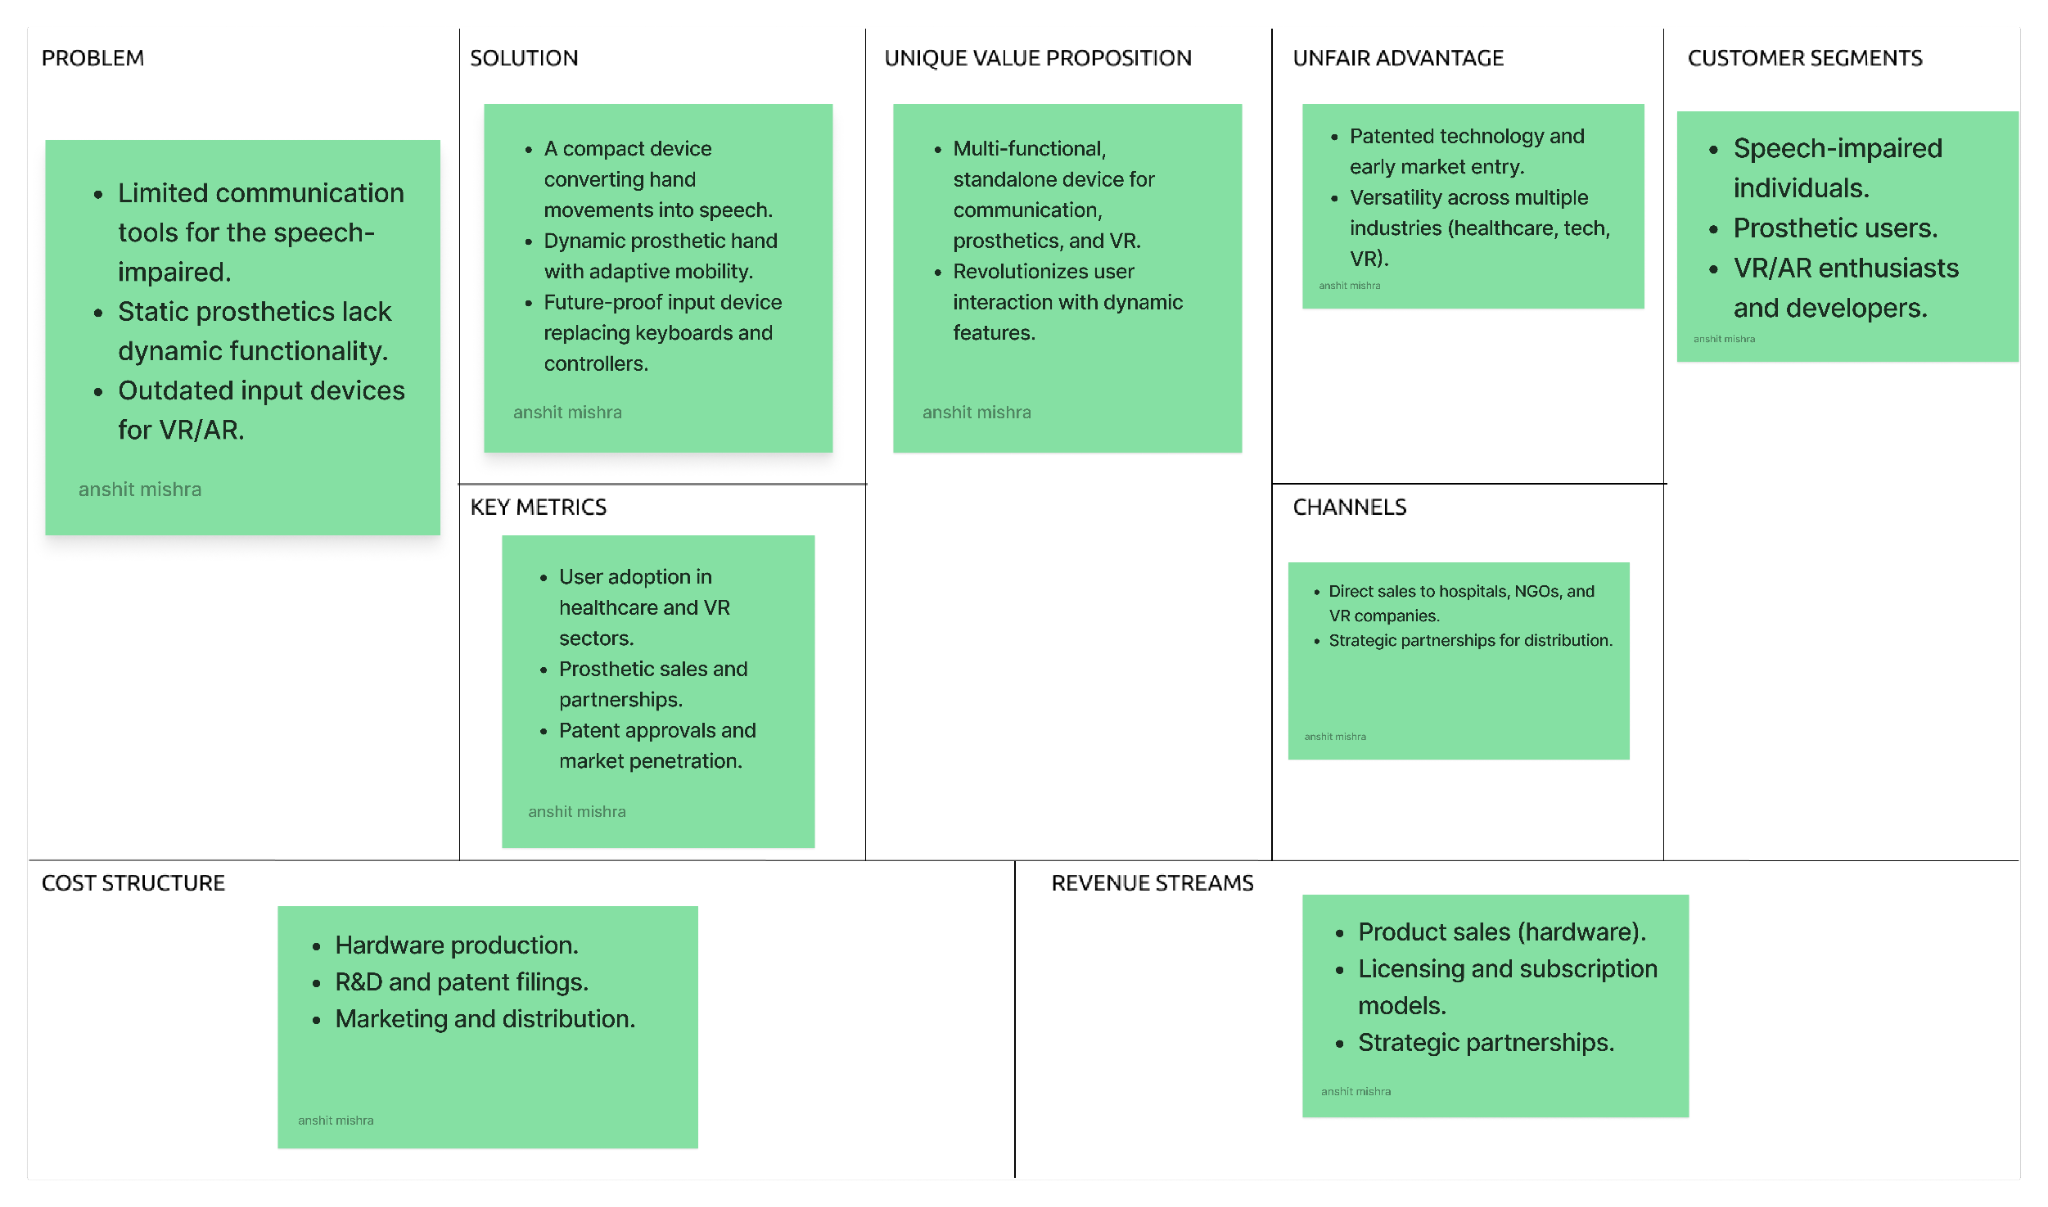 PROBLEM
• Limited communication
tools for the speech-
impaired.
• Static prosthetics lack
dynamic functionality.
• Outdated input devices
for VR/AR.
anshit mishra
SOLUTION
• A compact device
converting hand
movements into speech.
• Dynamic prosthetic hand
with adaptive mobility.
• Future-proof input device
replacing keyboards and
controllers.
anshit mishra
KEY METRICS
• User adoption in
healthcare and VR
sectors.
• Prosthetic sales and
partnerships.
• Patent approvals and
market penetration.
anshit mishra
UNIQUE VALUE PROPOSITION
• Multi-functional,
standalone device for
communication,
prosthetics, and VR.
• Revolutionizes user
interaction with dynamic
features.
anshit mishra
UNFAIR ADVANTAGE
• Patented technology and
early market entry.
• Versatility across multiple
industries (healthcare, tech,
VR).
anshit mishra
CHANNELS
• Direct sales to hospitals, NGOs, and
VR companies.
• Strategic partnerships for distribution.
anshit mishra
CUSTOMER SEGMENTS
• Speech-impaired
individuals.
• Prosthetic users.
• VR/AR enthusiasts
and developers.
anshit mishra
COST STRUCTURE
• Hardware production.
• R&D and patent filings.
• Marketing and distribution.
anshit mishra
REVENUE STREAMS
• Product sales (hardware).
• Licensing and subscription
models.
• Strategic partnerships.
anshit mishra